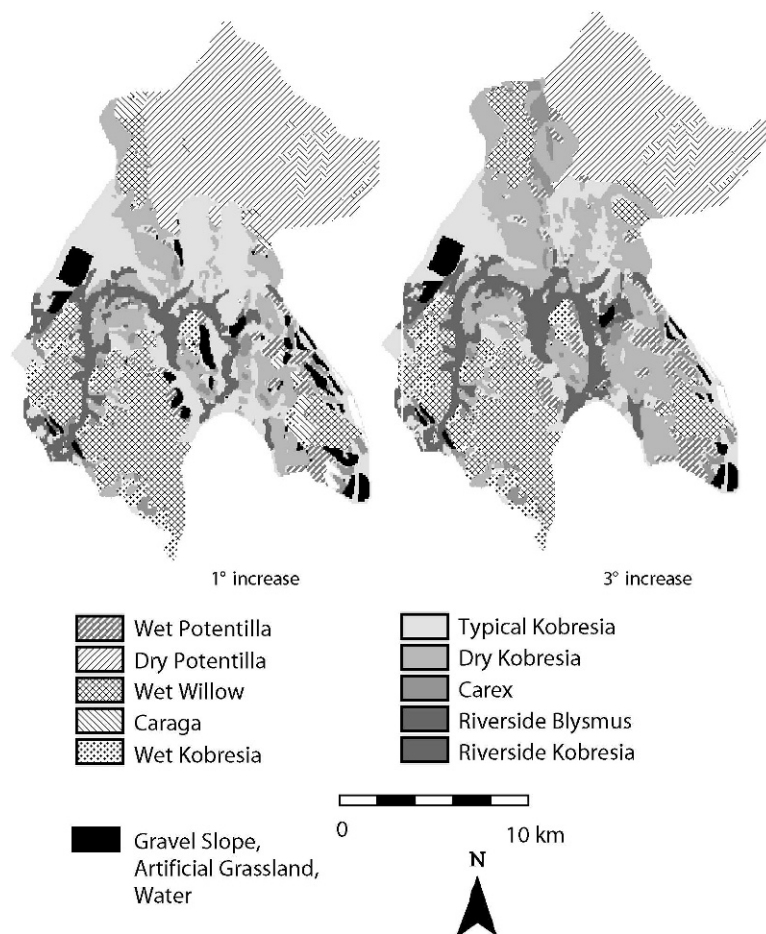 1° increase
3° increase
Wet Potentilla
Dry Potentilla
Wet Willow
Caraga
Wet Kobresia
Typical Kobresia
Dry Kobresia
Carex
Riverside Blysmus
Riverside Kobresia
Gravel Slope,
Artificial Grassland,
Water
0
10 km
N